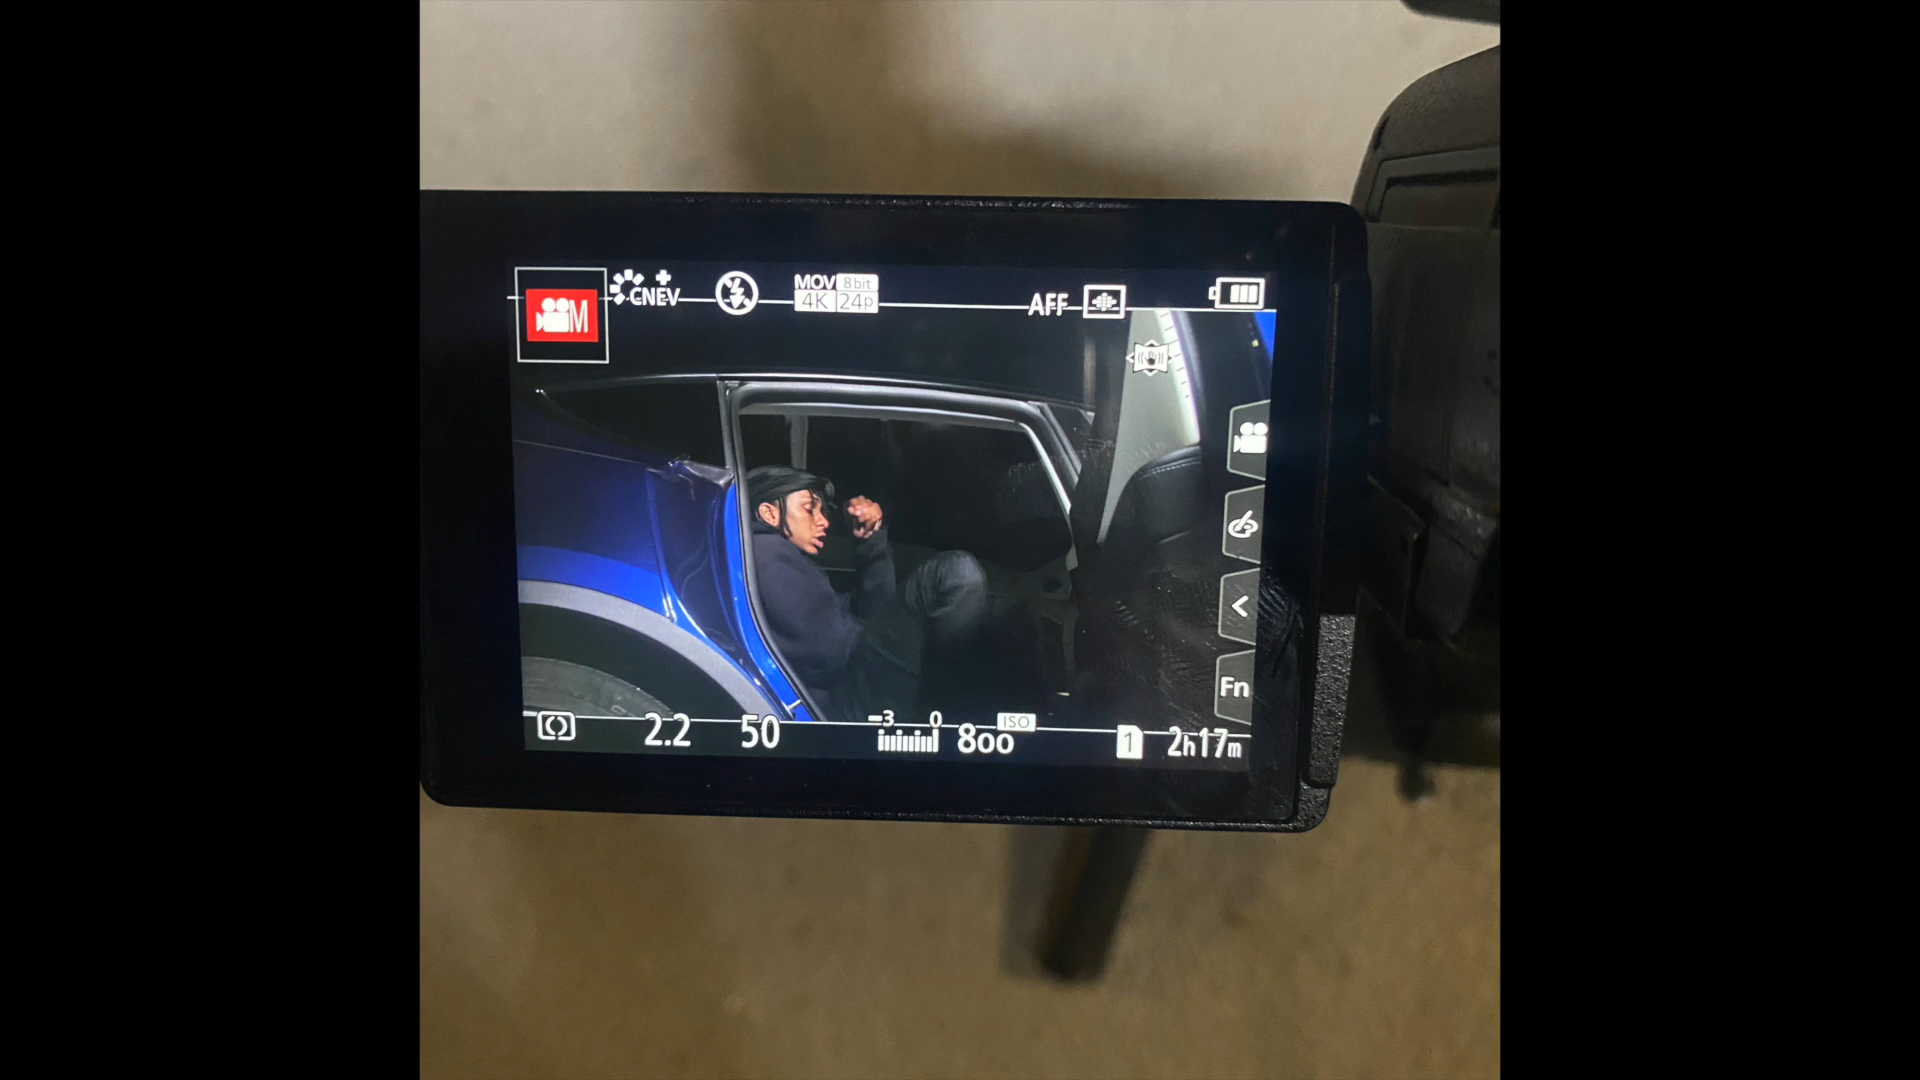 M
CNEV
MOV 8bit
4K 24p
AFF
Fn
2.2 50
-3 0
ISO
800
1 2h17m